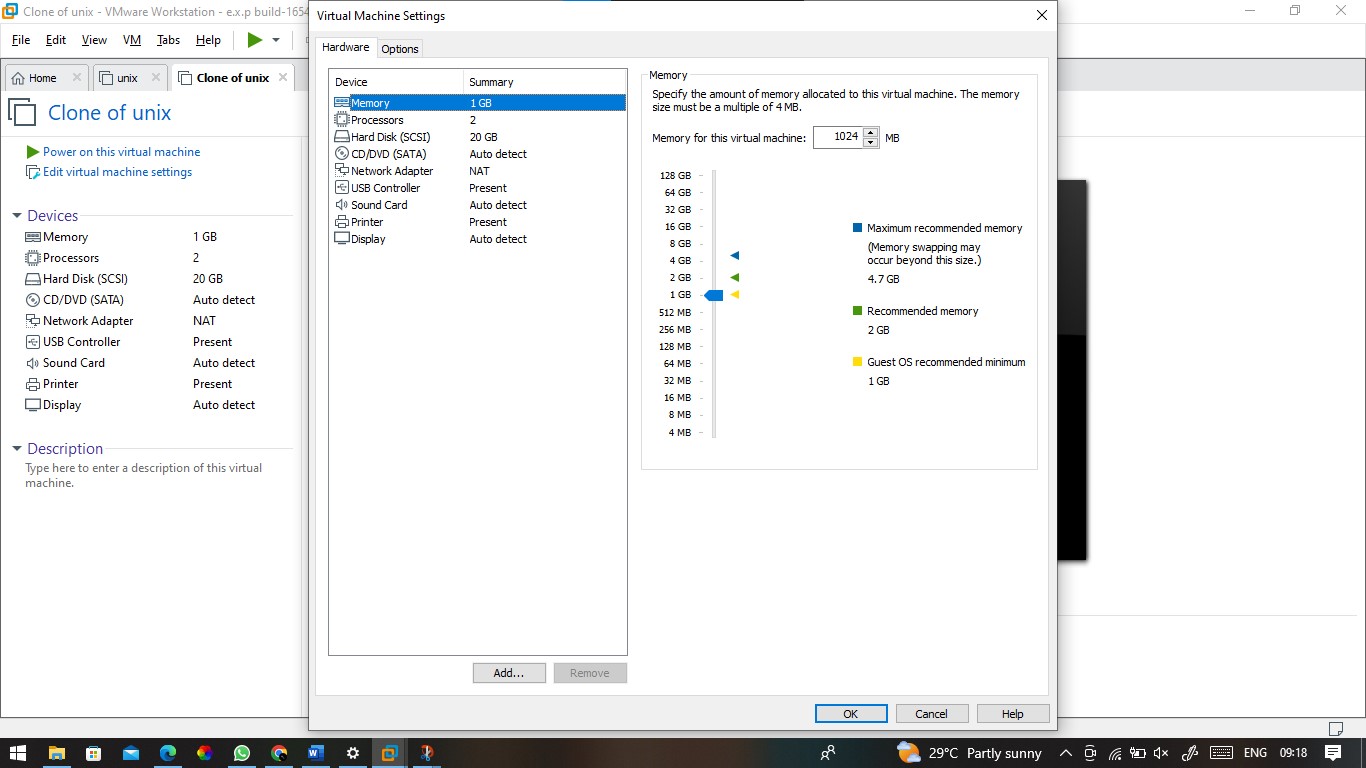 Clone of unix - VMware Workstation - e.x.p build-1654
Virtual Machine Settings
File Edit View VM Tabs Help
Hardware Options
Home unix Clone of unix
Clone of unix
Power on this virtual machine
Edit virtual machine settings
Devices
Memory 1 GB
Processors 2
Hard Disk (SCSI) 20 GB
CD/DVD (SATA) Auto detect
Network Adapter NAT
USB Controller Present
Sound Card Auto detect
Printer Present
Display Auto detect
Description
Type here to enter a description of this virtual
machine.
Device Summary
Memory 1 GB
Processors 2
Hard Disk (SCSI) 20 GB
CD/DVD (SATA) Auto detect
Network Adapter NAT
USB Controller Present
Sound Card Auto detect
Printer Present
Display Auto detect
Add... Remove
Memory
Specify the amount of memory allocated to this virtual machine. The memory
size must be a multiple of 4 MB.
Memory for this virtual machine: 1024 MB
128 GB
64 GB
32 GB
16 GB
8 GB
4 GB
2 GB
1 GB
512 MB
256 MB
128 MB
64 MB
32 MB
16 MB
8 MB
4 MB
Maximum recommended memory
(Memory swapping may
occur beyond this size.)
4.7 GB
Recommended memory
2 GB
Guest OS recommended minimum
1 GB
OK Cancel Help
29°C Partly sunny ENG 09:18